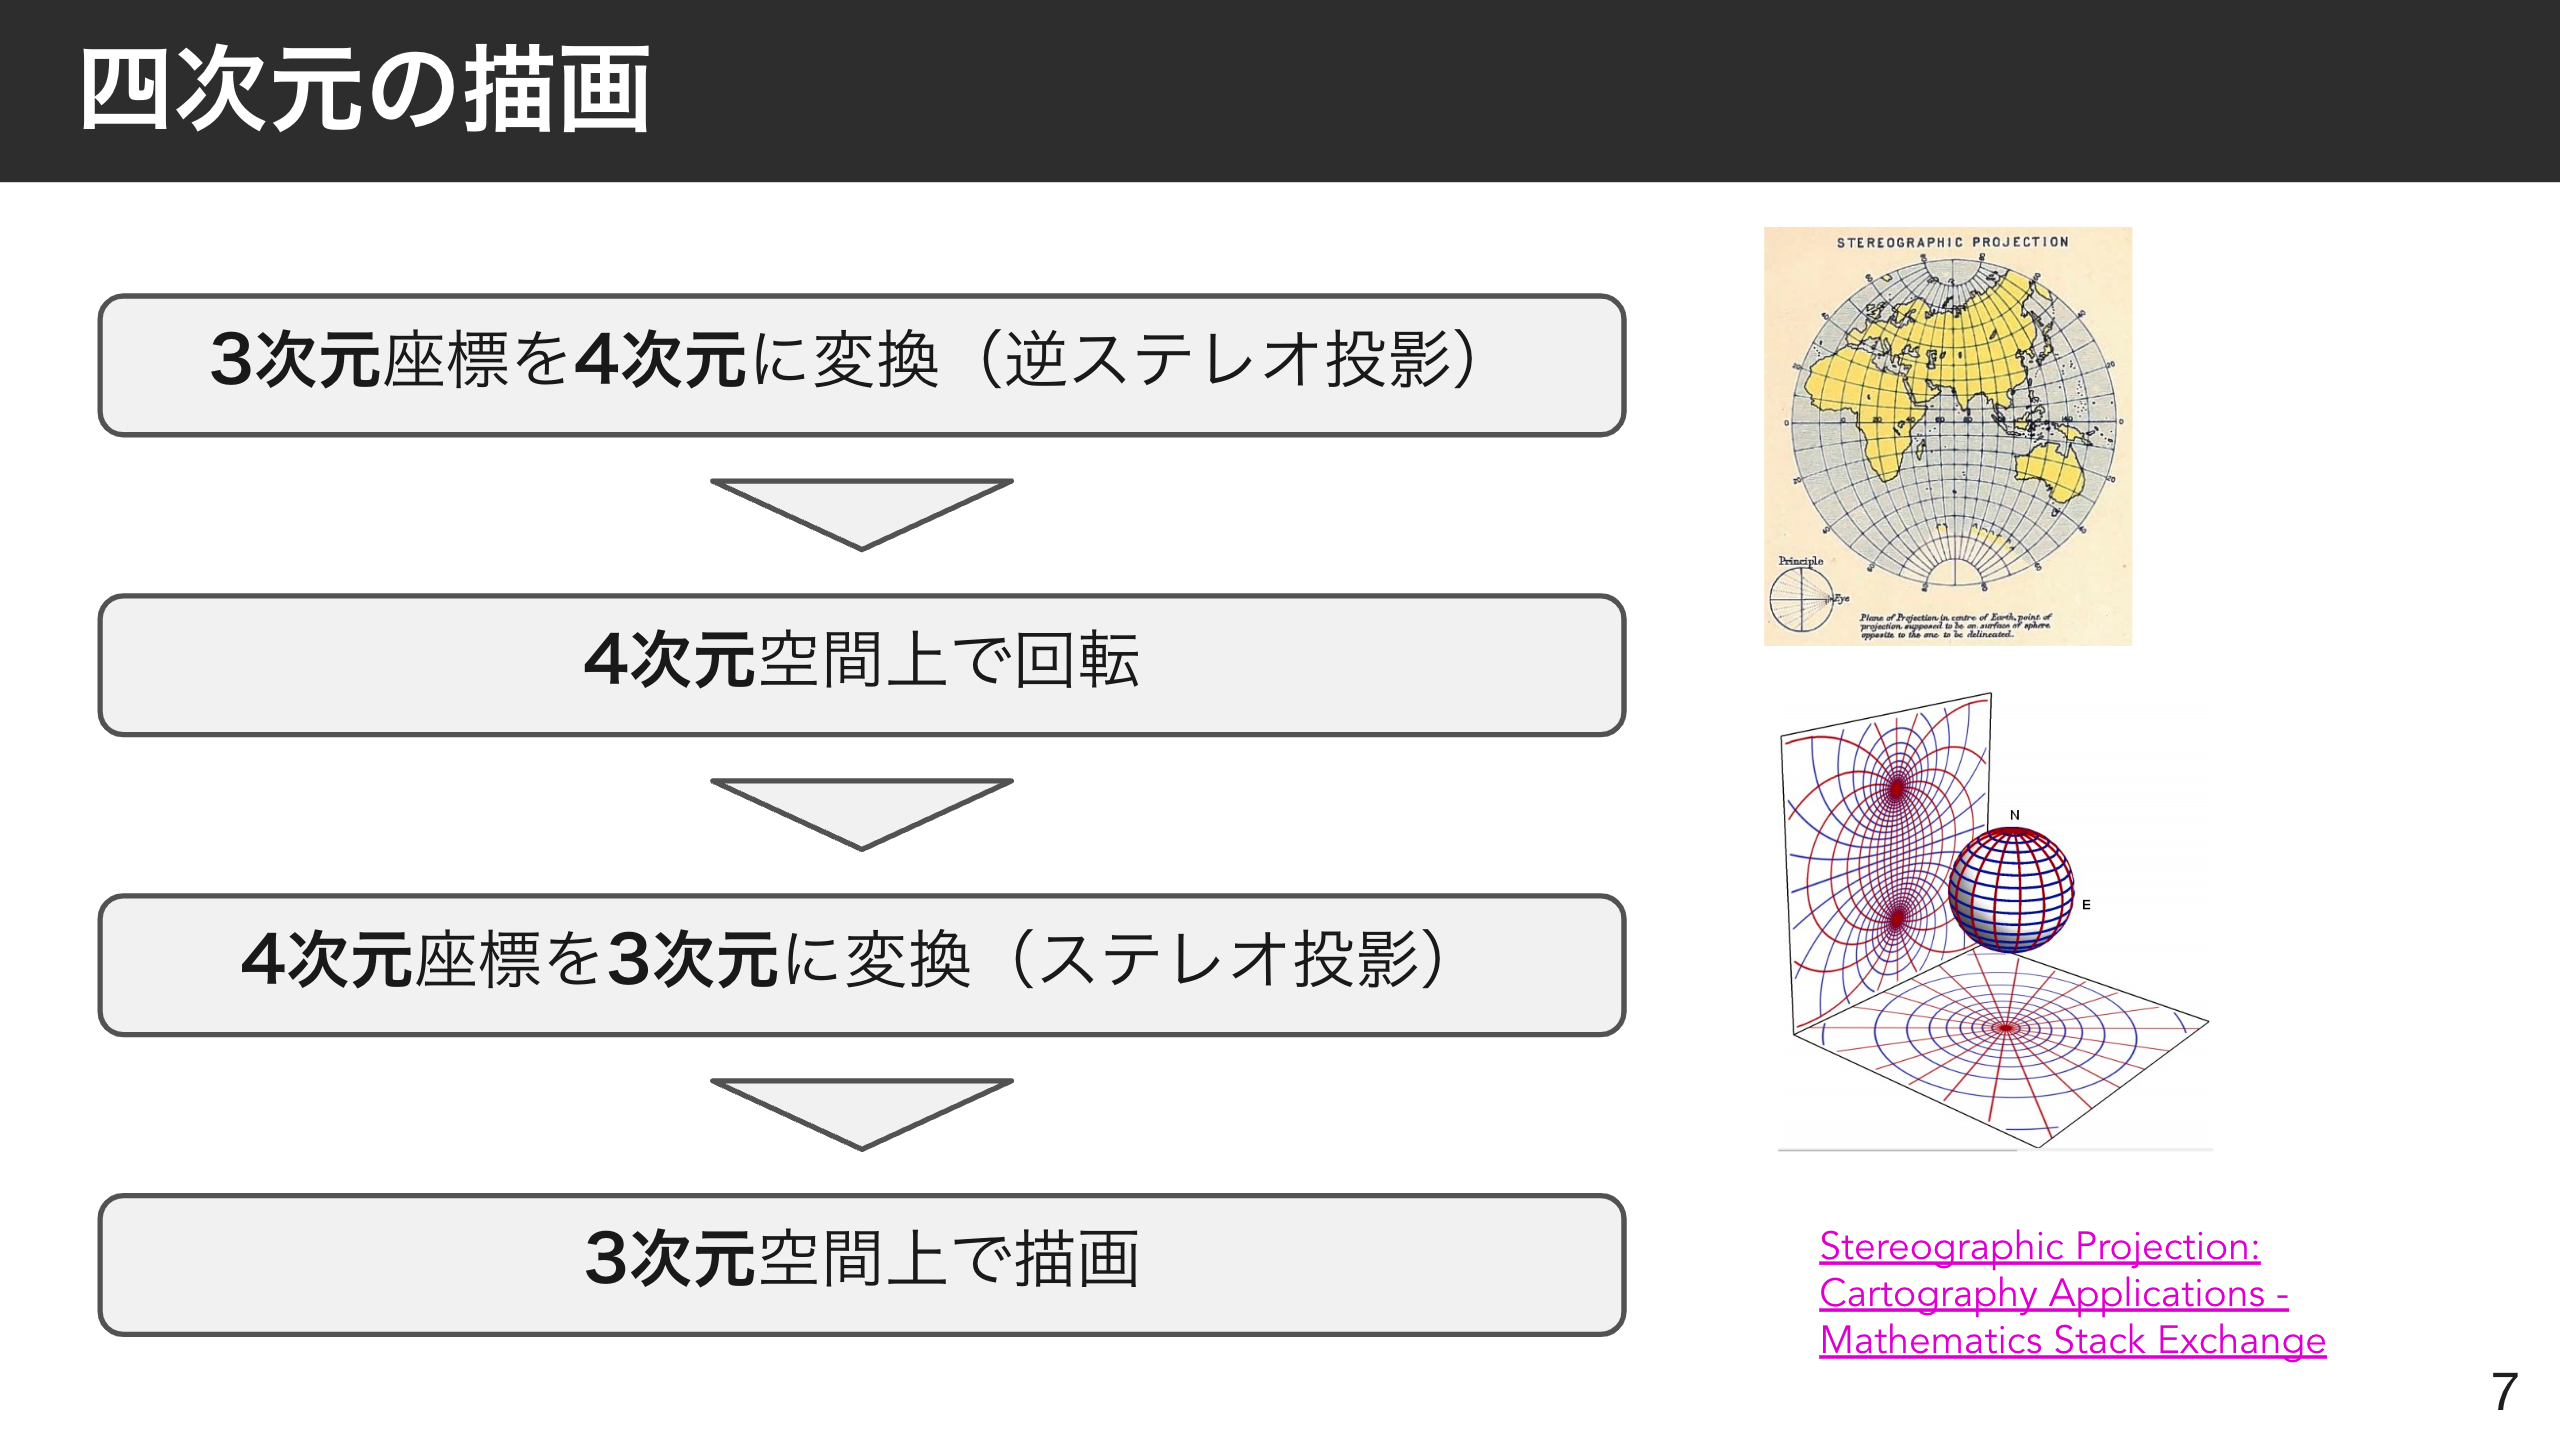 四次元の描画
3次元座標を4次元に変換（逆ステレオ投影）
4次元空間上で回転
4次元座標を3次元に変換（ステレオ投影）
3次元空間上で描画
STEREOGRAPHIC PROJECTION
Principle
Eye
Plane of Projection in centre of Earth, point of
projection supposed to be on surface of sphere
opposite to the one to be delineated.
N
E
Stereographic Projection:
Cartography Applications -
Mathematics Stack Exchange
7